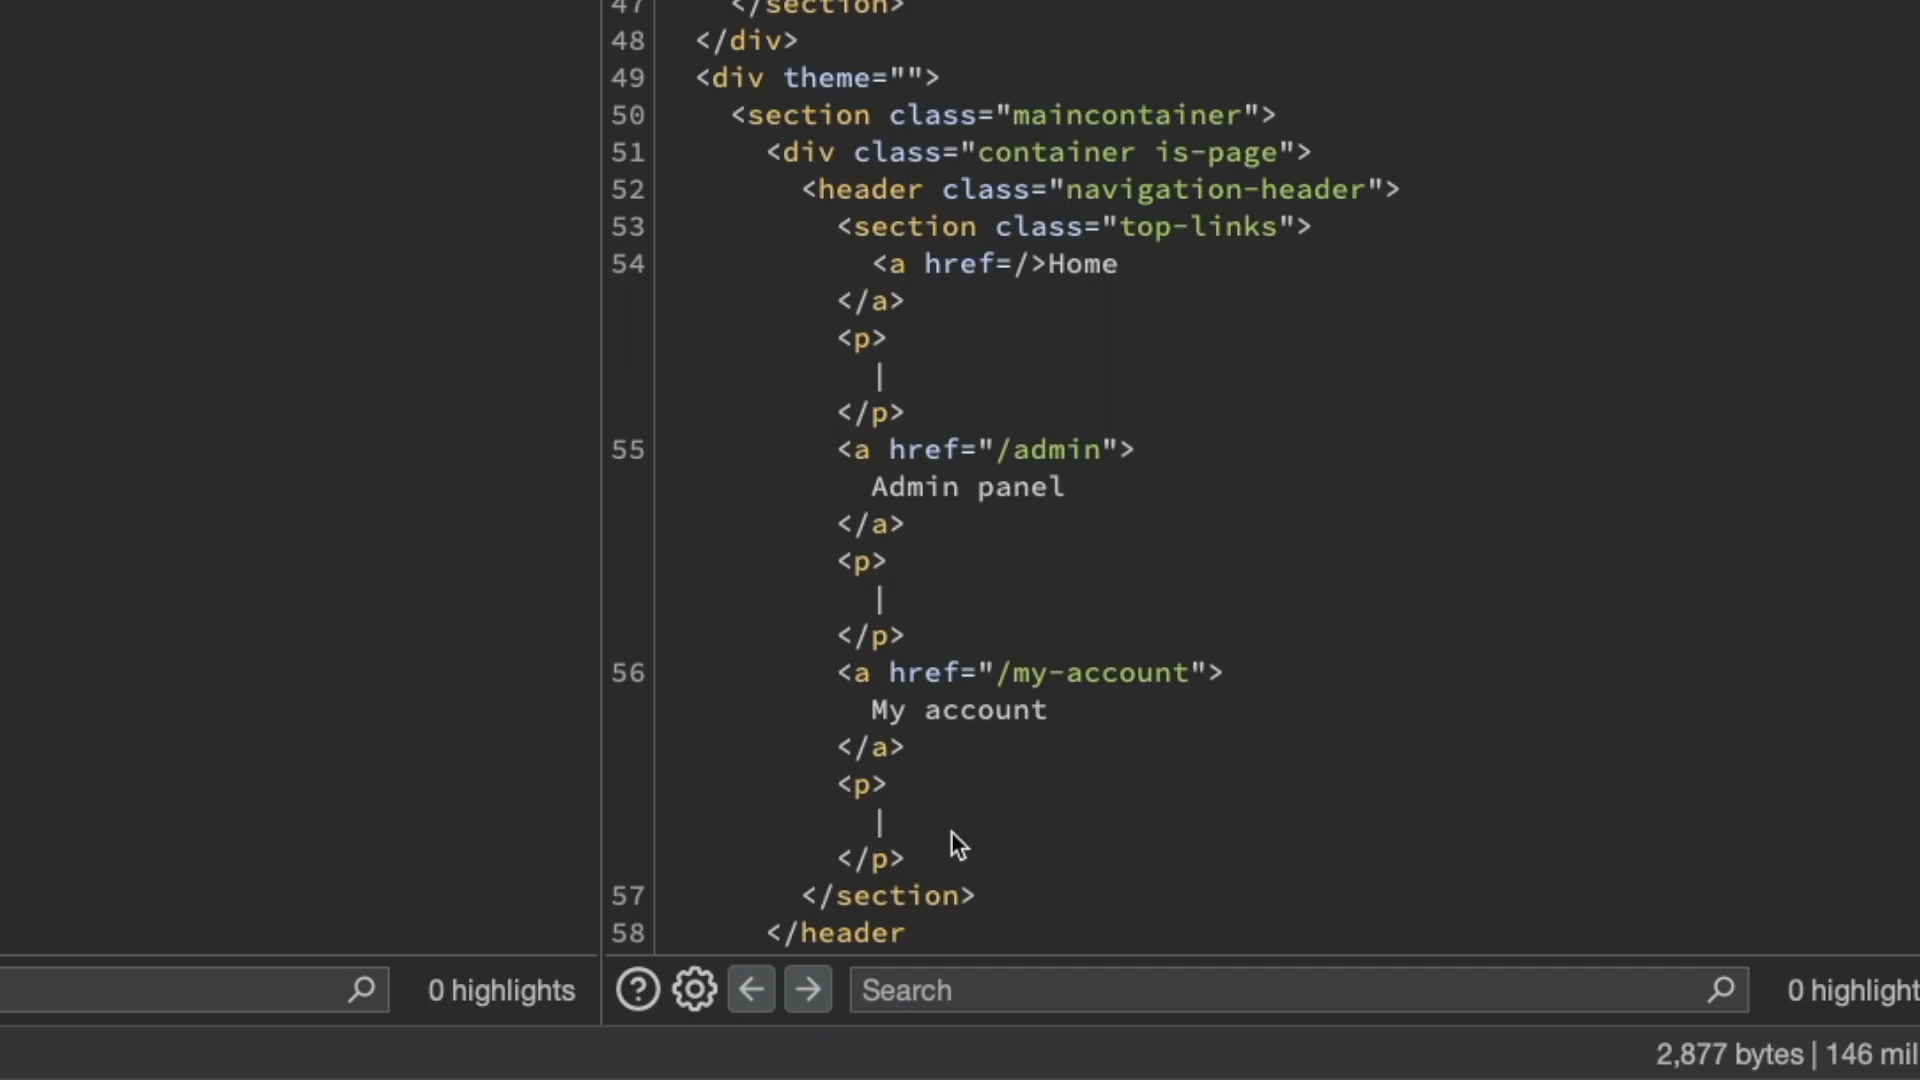 47 </section>
48 </div>
49 <div theme="">
50 <section class="maincontainer">
51 <div class="container is-page">
52 <header class="navigation-header">
53 <section class="top-links">
54 <a href=/>Home
</a>
<p>
|
</p>
55 <a href="/admin">
Admin panel
</a>
<p>
|
</p>
56 <a href="/my-account">
My account
</a>
<p>
|
</p>
57 </section>
58 </header
0 highlights
? Search 0 highlight
2,877 bytes | 146 mil